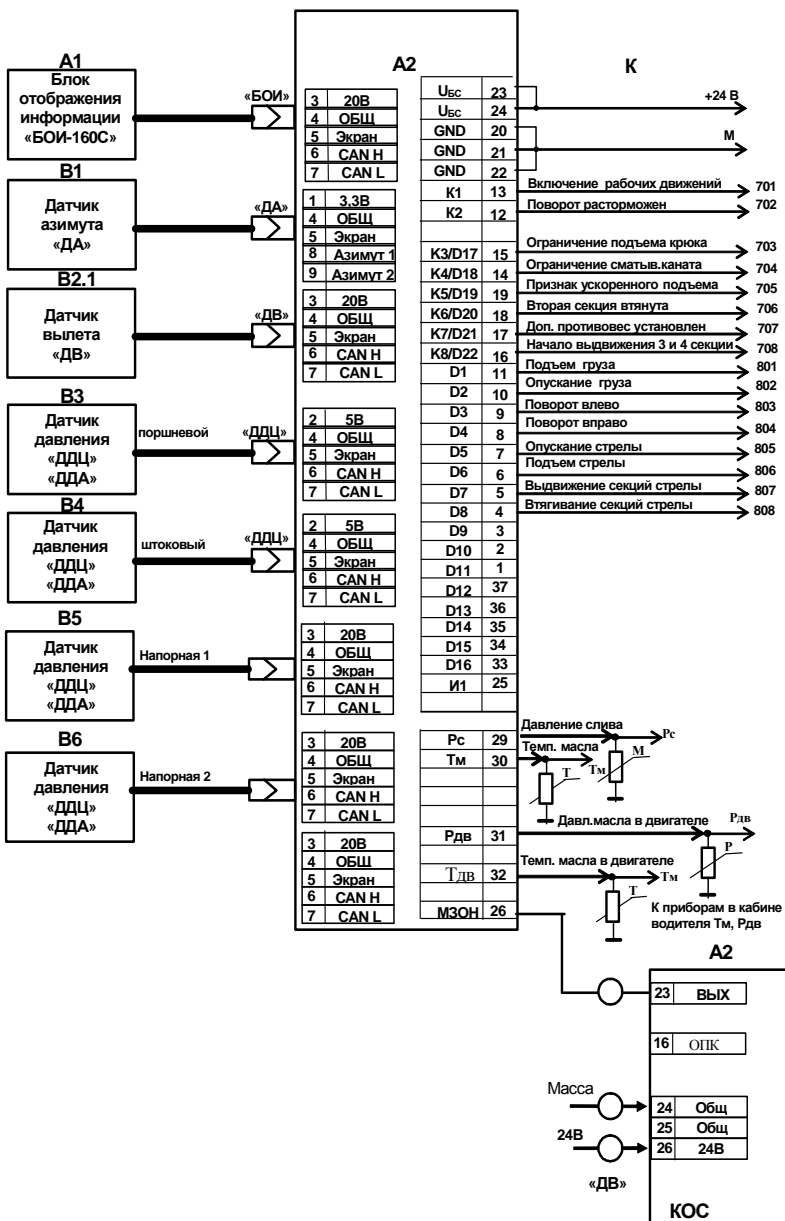 А1
Блок
отображения
информации
«БОИ-160С»
«БОИ»
В1
Датчик
азимута
«ДА»
«ДА»
В2.1
Датчик
вылета
«ДВ»
«ДВ»
В3
Датчик
давления
«ДДЦ»
«ДДА»
поршневой
«ДДЦ»
В4
Датчик
давления
«ДДЦ»
«ДДА»
штоковый
«ДДЦ»
В5
Датчик
давления
«ДДЦ»
«ДДА»
Напорная 1
В6
Датчик
давления
«ДДЦ»
«ДДА»
Напорная 2
А2
3 20В
4 ОБЩ
5 Экран
6 CAN H
7 CAN L
1 3,3В
4 ОБЩ
5 Экран
8 Азимут 1
9 Азимут 2
3 20В
4 ОБЩ
5 Экран
6 CAN H
7 CAN L
2 5В
4 ОБЩ
5 Экран
6 CAN H
7 CAN L
2 5В
4 ОБЩ
5 Экран
6 CAN H
7 CAN L
3 20В
4 ОБЩ
5 Экран
6 CAN H
7 CAN L
3 20В
4 ОБЩ
5 Экран
6 CAN H
7 CAN L
3 20В
4 ОБЩ
5 Экран
6 CAN H
7 CAN L
К
UБС 23
UБС 24
+24 В
GND 20
GND 21
GND 22
М
К1 13 Включение рабочих движений 701
К2 12 Поворот расторможен 702
K3/D17 15 Ограничение подъема крюка 703
K4/D18 14 Ограничение сматыв.каната 704
K5/D19 19 Признак ускоренного подъема 705
K6/D20 18 Вторая секция втянута 706
K7/D21 17 Доп. противовес установлен 707
K8/D22 16 Начало выдвижения 3 и 4 секции 708
D1 11 Подъем груза 801
D2 10 Опускание груза 802
D3 9 Поворот влево 803
D4 8 Поворот вправо 804
D5 7 Опускание стрелы 805
D6 6 Подъем стрелы 806
D7 5 Выдвижение секций стрелы 807
D8 4 Втягивание секций стрелы 808
D9 3
D10 2
D11 1
D12 37
D13 36
D14 35
D15 34
D16 33
И1 25
Рс 29 Давление слива Рс
М
Тм 30 Темп. масла Тм
Т
Рдв 31 Давл.масла в двигателе Рдв
Р
Тдв 32 Темп. масла в двигателе Тм
Т
МЗОН 26
К приборам в кабине
водителя Тм, Рдв
А2
23 ВЫХ
16 ОПК
Масса
24 Общ
25 Общ
24В
26 24В
«ДВ»
КОС